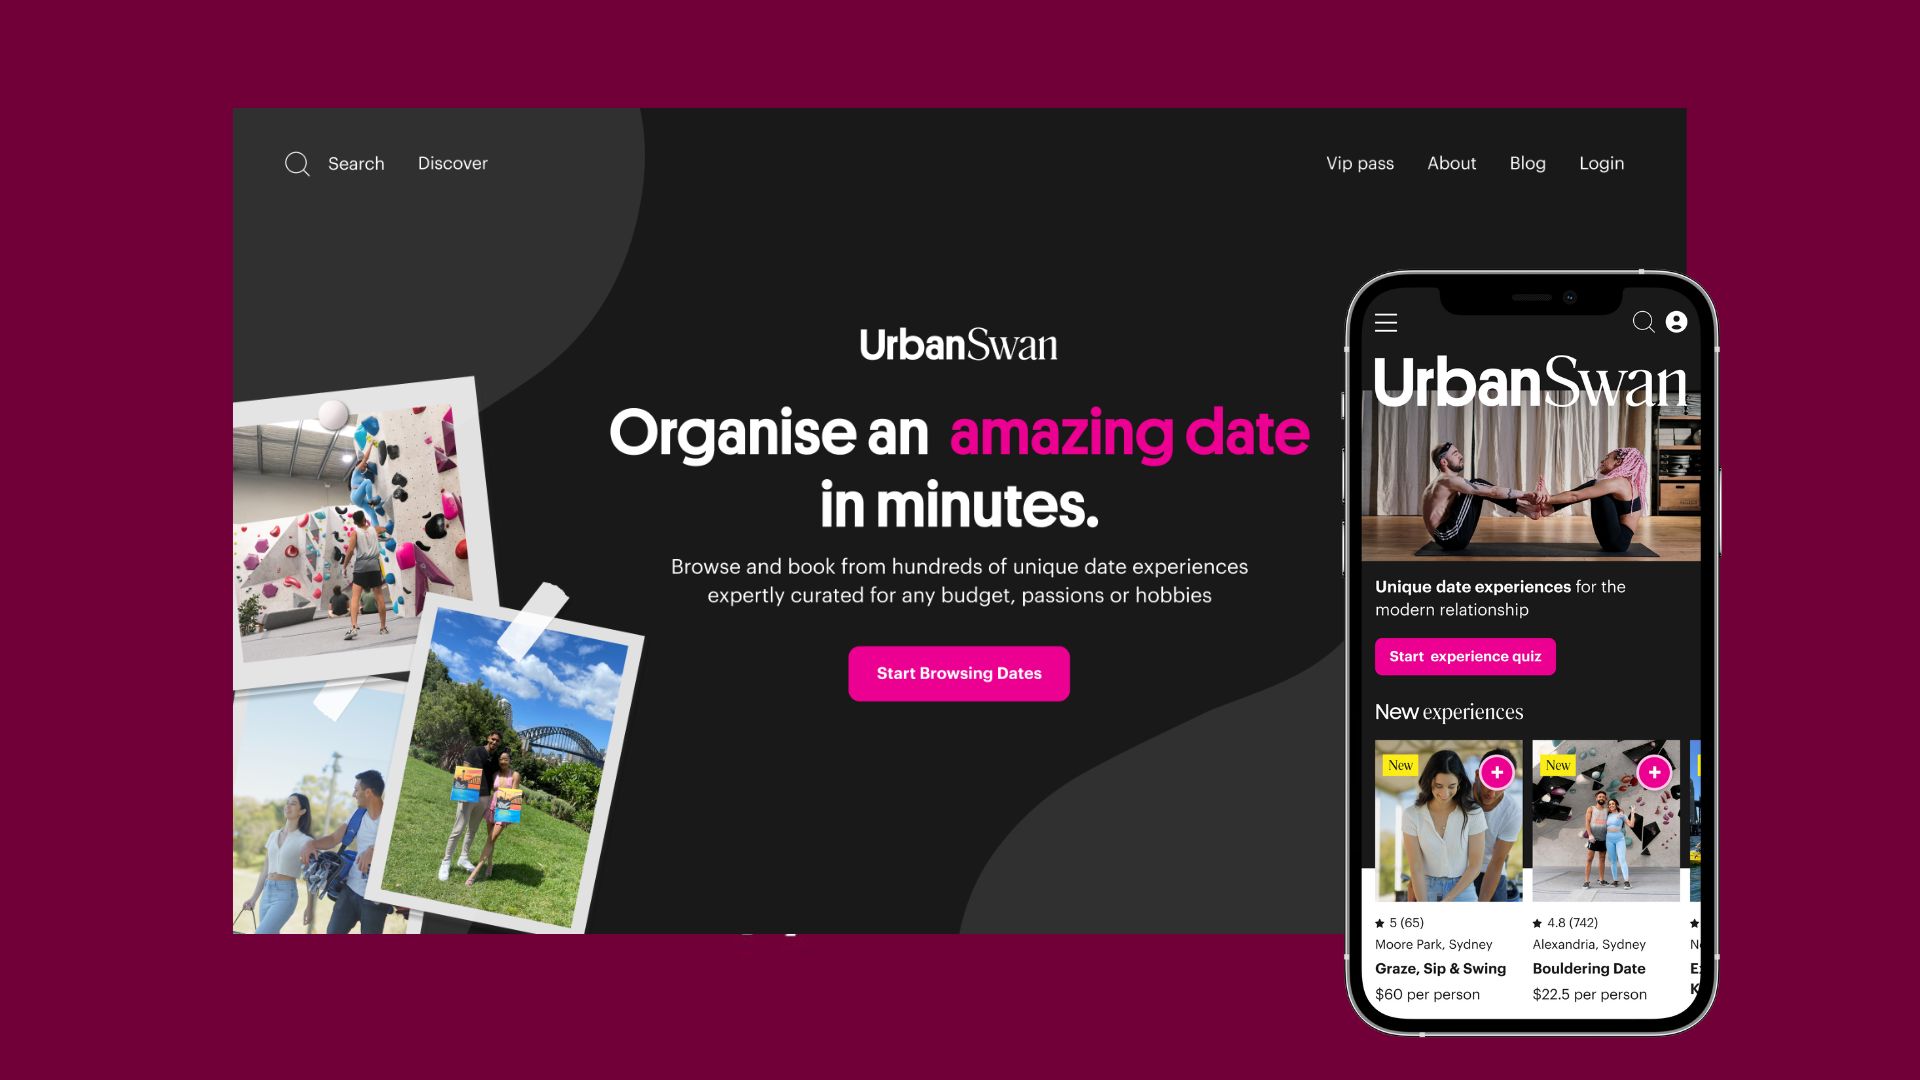 Search Discover
Vip pass About Blog Login
UrbanSwan
Organise an amazing date
in minutes.
Browse and book from hundreds of unique date experiences
expertly curated for any budget, passions or hobbies
Start Browsing Dates
UrbanSwan
Unique date experiences for the
modern relationship
Start experience quiz
New experiences
New
New
5 (65)
Moore Park, Sydney
Graze, Sip & Swing
$60 per person
4.8 (742)
Alexandria, Sydney
Bouldering Date
$22.5 per person